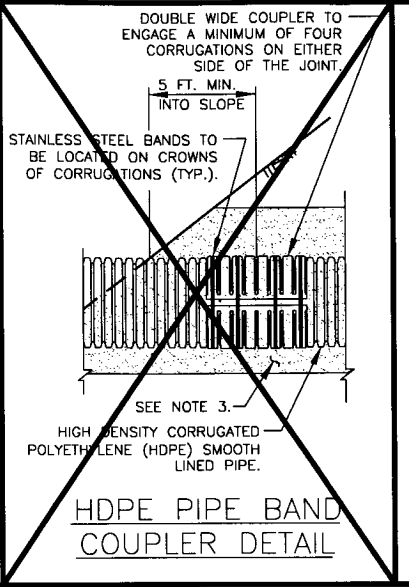 DOUBLE WIDE COUPLER TO
ENGAGE A MINIMUM OF FOUR
CORRUGATIONS ON EITHER
SIDE OF THE JOINT.
5 FT. MIN.
INTO SLOPE
STAINLESS STEEL BANDS TO
BE LOCATED ON CROWNS
OF CORRUGATIONS (TYP.).
SEE NOTE 3.
HIGH DENSITY CORRUGATED
POLYETHYLENE (HDPE) SMOOTH
LINED PIPE.
HDPE PIPE BAND
COUPLER DETAIL